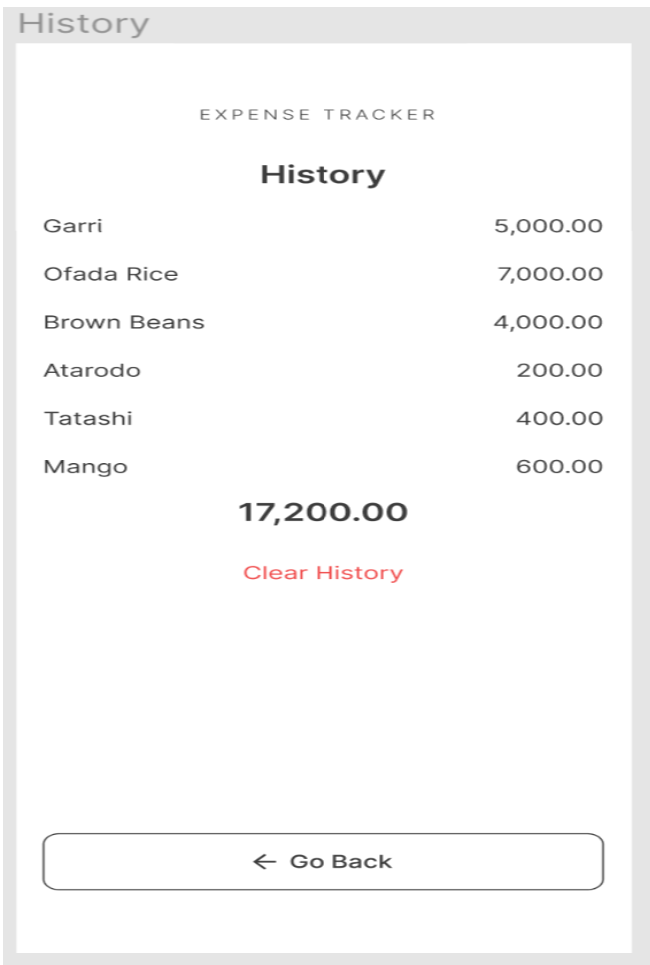 History
EXPENSE TRACKER
History
Garri 5,000.00
Ofada Rice 7,000.00
Brown Beans 4,000.00
Atarodo 200.00
Tatashi 400.00
Mango 600.00
17,200.00
Clear History
← Go Back